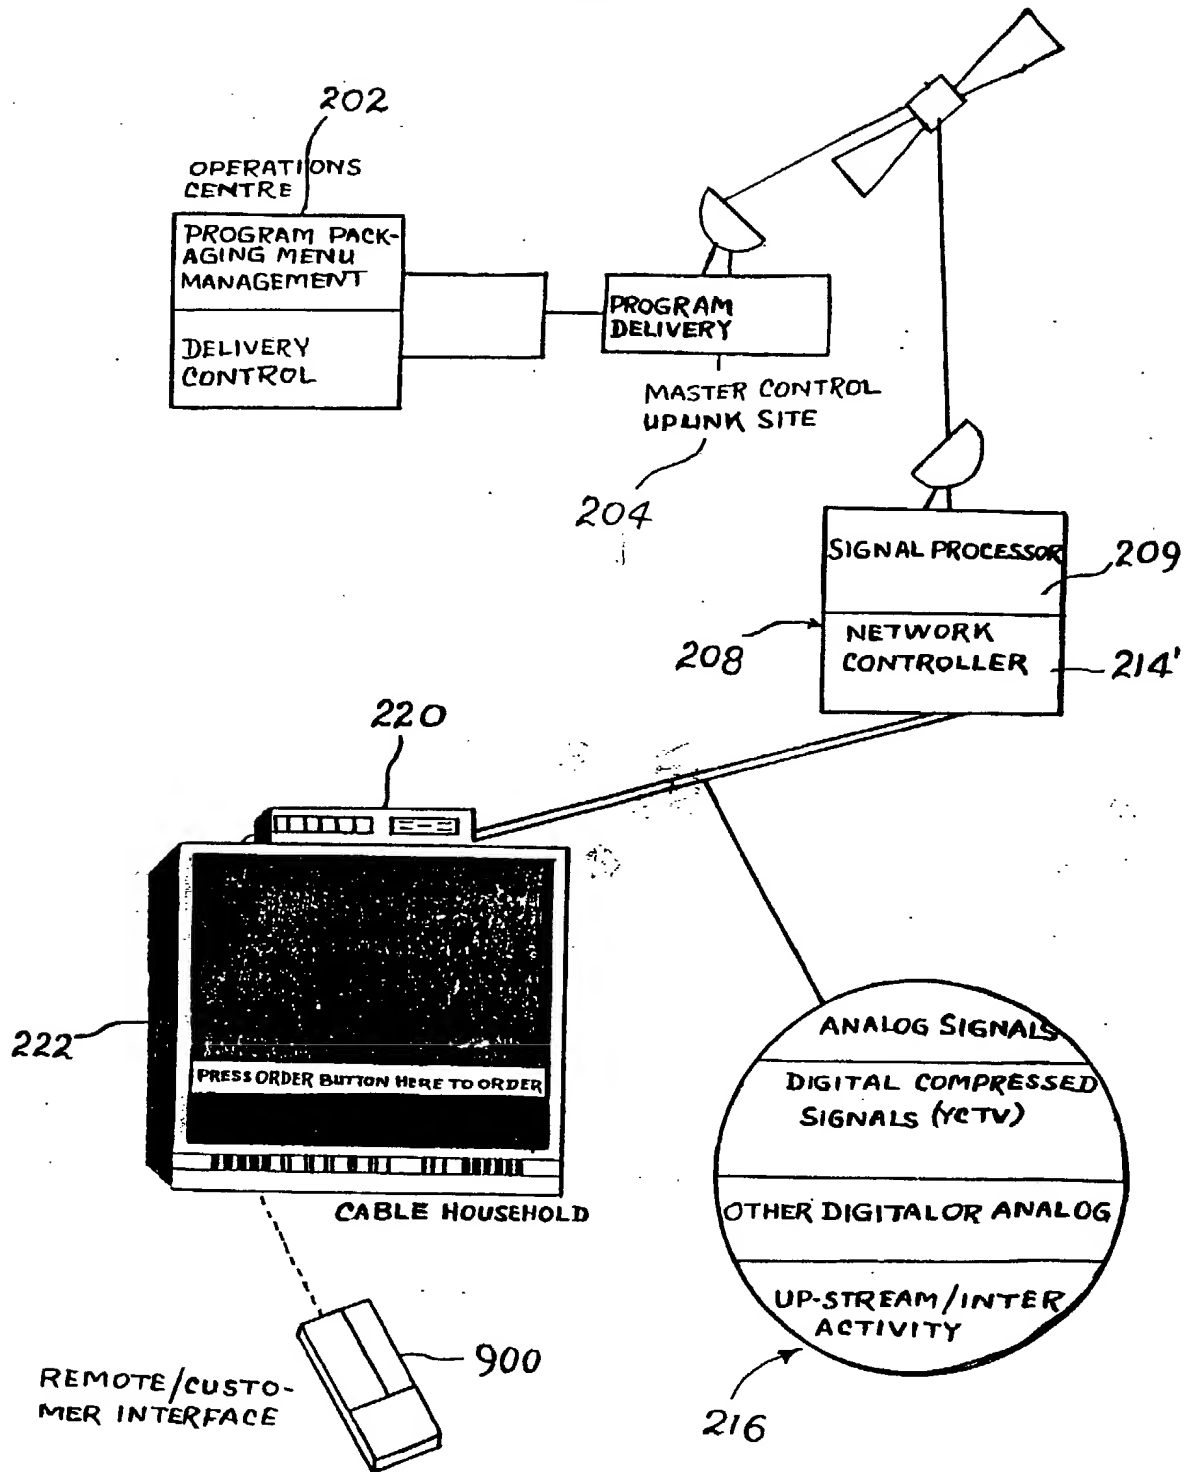 202
OPERATIONS
CENTRE
PROGRAM PACK-
AGING MENU
MANAGEMENT
DELIVERY
CONTROL
PROGRAM
DELIVERY
MASTER CONTROL
UPLINK SITE
204
SIGNAL PROCESSOR
209
NETWORK
CONTROLLER
208
214'
220
222
PRESS ORDER BUTTON HERE TO ORDER
CABLE HOUSEHOLD
ANALOG SIGNALS
DIGITAL COMPRESSED
SIGNALS (YCTV)
OTHER DIGITALOR ANALOG
UP-STREAM/INTER
ACTIVITY
216
900
REMOTE/CUSTO-
MER INTERFACE